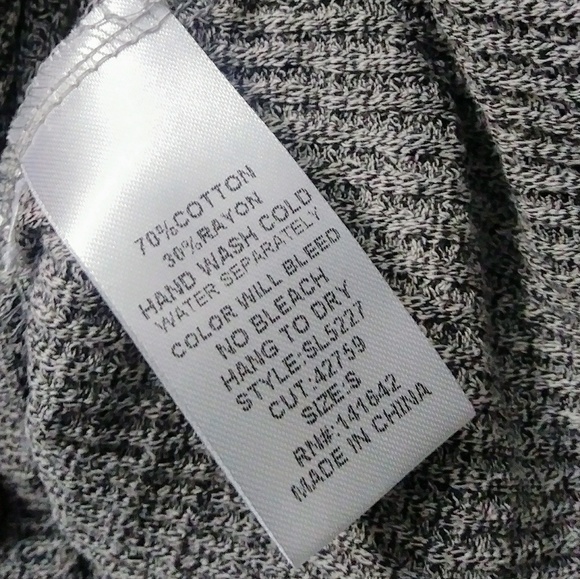 70%COTTON
30%RAYON
HAND WASH COLD
WATER SEPARATELY
COLOR WILL BLEED
NO BLEACH
HANG TO DRY
STYLE:SL5227
CUT:42759
SIZE:S
RN#:141642
MADE IN CHINA